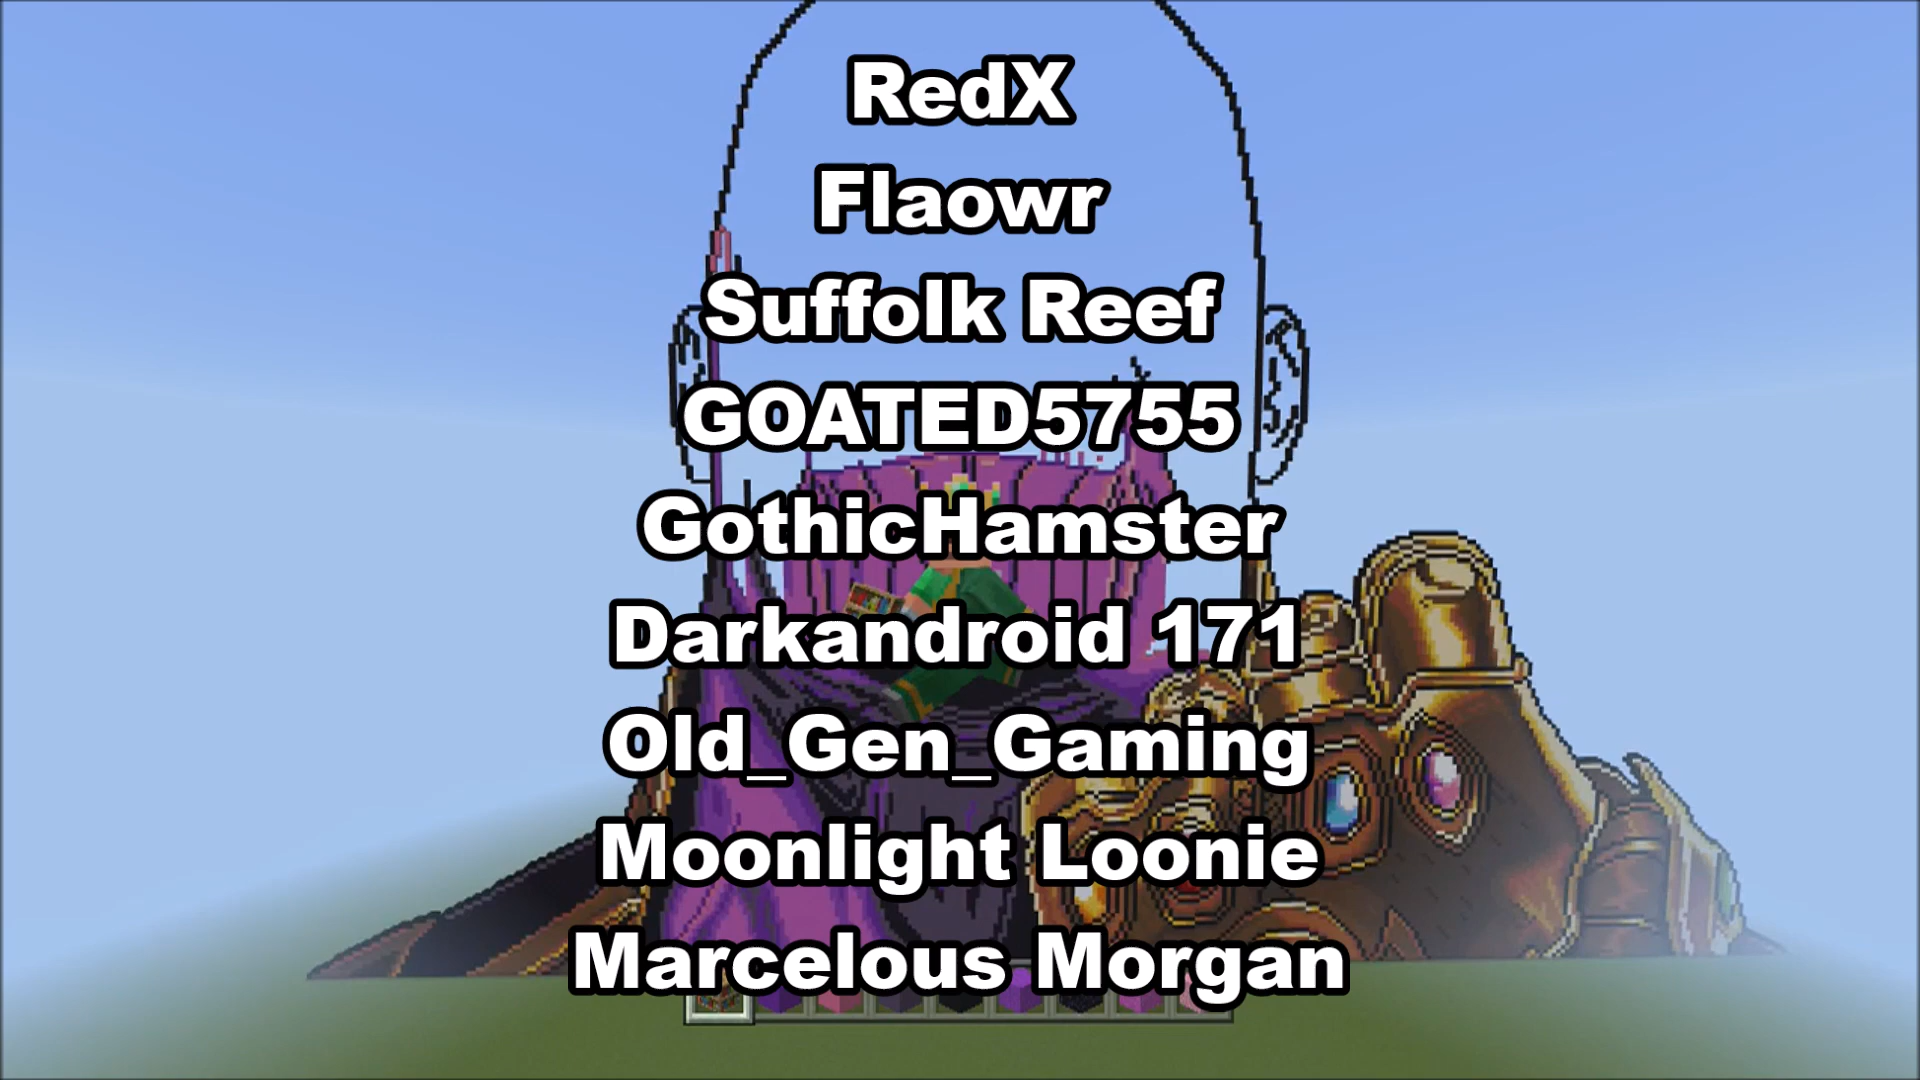 RedX
Flaowr
Suffolk Reef
GOATED5755
GothicHamster
Darkandroid 171
Old_Gen_Gaming
Moonlight Loonie
Marcelous Morgan